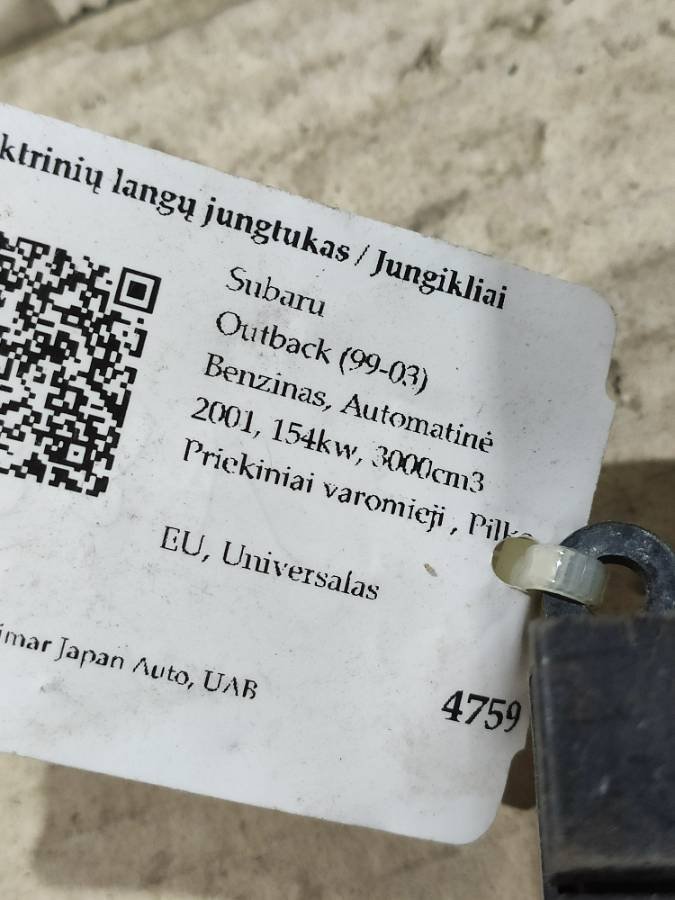 ktrinių langų jungtukas / Jungikliai
Subaru
Outback (99-03)
Benzinas, Automatinė
2001, 154kw, 3000cm3
Priekiniai varomieji , Pilka
EU, Universalas
imar Japan Auto, UAB
4759